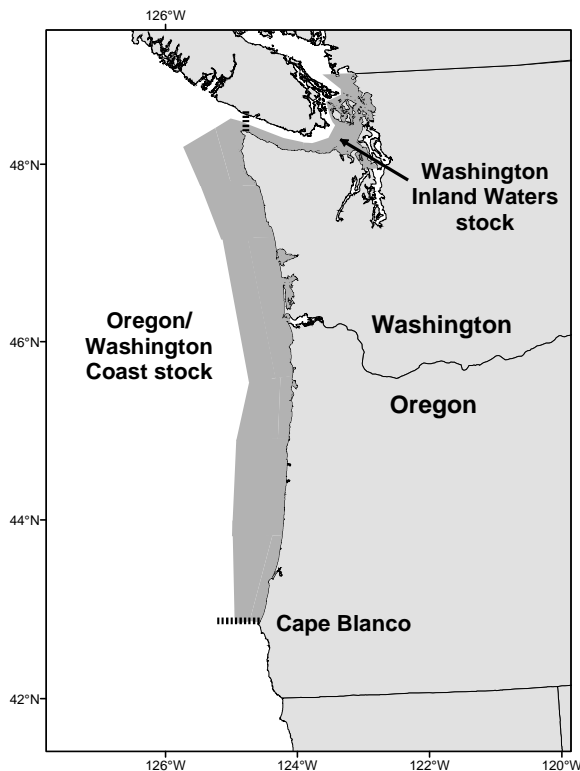 126°W
48°N
Washington
Inland Waters
stock
Oregon/
Washington
Coast stock
Washington
46°N
Oregon
44°N
Cape Blanco
42°N
126°W
124°W
122°W
120°W